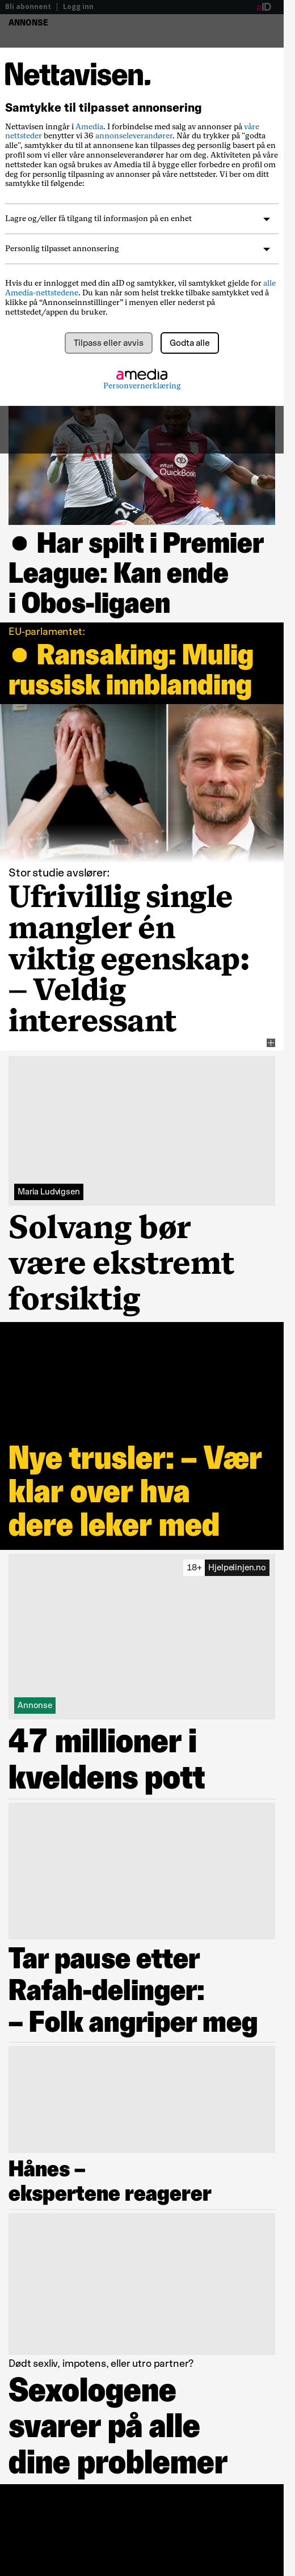 Bli abonnent | Logg inn aID
ANNONSE
Nettavisen.
Samtykke til tilpasset annonsering
Nettavisen inngår i Amedia. I forbindelse med salg av annonser på våre
nettsteder benytter vi 36 annonseleverandører. Når du trykker på "godta
alle", samtykker du til at annonsene kan tilpasses deg personlig basert på en
profil som vi eller våre annonseleverandører har om deg. Aktiviteten på våre
nettsteder kan også brukes av Amedia til å bygge eller forbedre en profil om
deg for personlig tilpasning av annonser på våre nettsteder. Vi ber om ditt
samtykke til følgende:
Lagre og/eller få tilgang til informasjon på en enhet
Personlig tilpasset annonsering
Hvis du er innlogget med din aID og samtykker, vil samtykket gjelde for alle
Amedia-nettstedene. Du kan når som helst trekke tilbake samtykket ved å
klikke på “Annonseinnstillinger” i menyen eller nederst på
nettstedet/appen du bruker.
Tilpass eller avvis Godta alle
amedia
Personvernerklæring
AIA
intuit
QuickBooks
● Har spilt i Premier
League: Kan ende
i Obos-ligaen
EU-parlamentet:
● Ransaking: Mulig
russisk innblanding
Stor studie avslører:
Ufrivillig single
mangler én
viktig egenskap:
– Veldig
interessant
Maria Ludvigsen
Solvang bør
være ekstremt
forsiktig
Nye trusler: – Vær
klar over hva
dere leker med
18+ Hjelpelinjen.no
Annonse
47 millioner i
kveldens pott
Tar pause etter
Rafah-delinger:
– Folk angriper meg
Hånes –
ekspertene reagerer
Dødt sexliv, impotens, eller utro partner?
Sexologene
svarer på alle
dine problemer